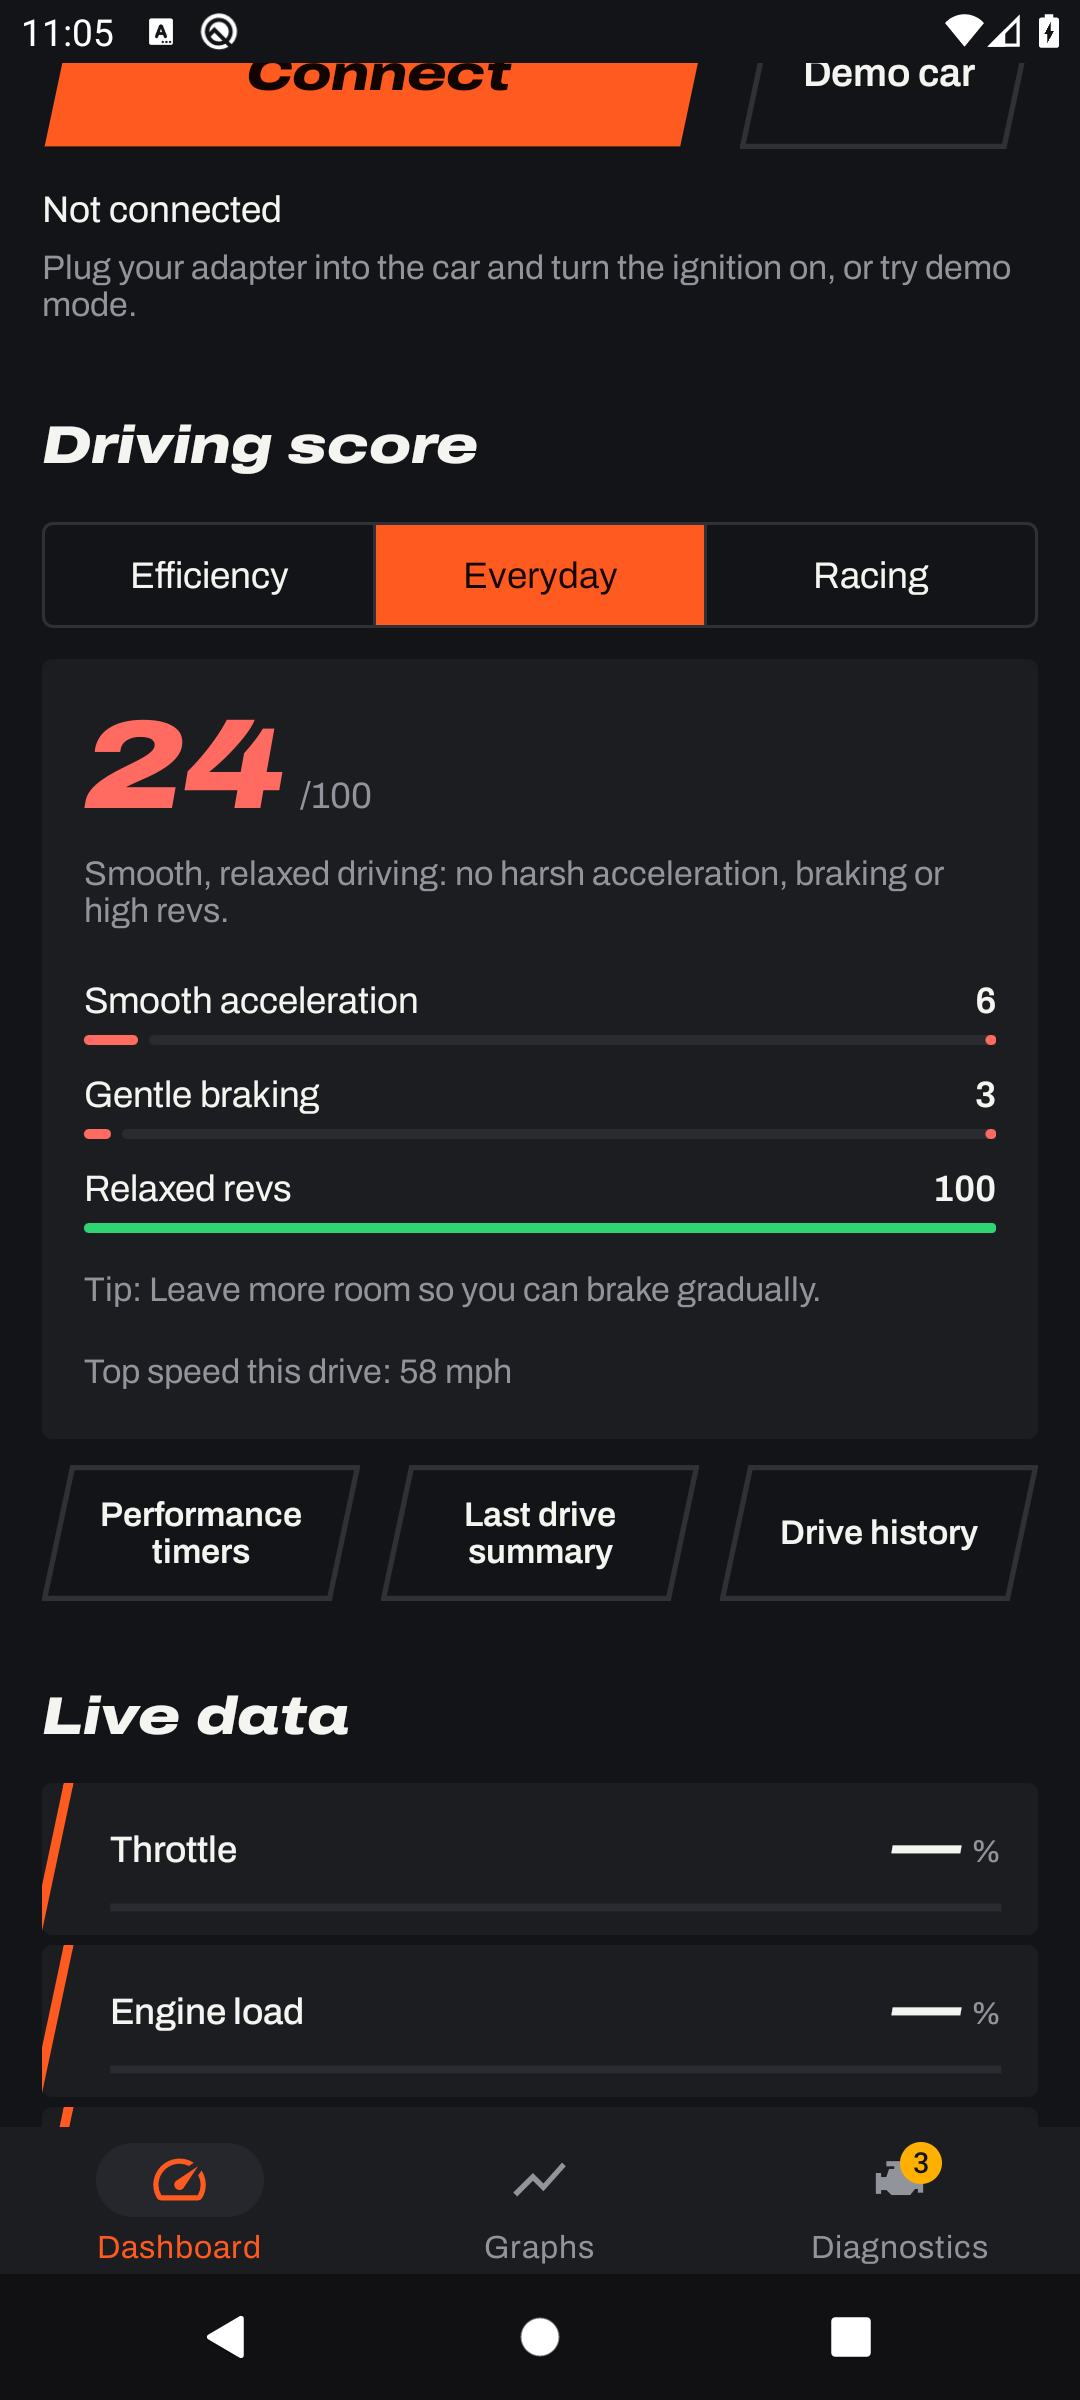 11:05
Connect
Demo car
Not connected
Plug your adapter into the car and turn the ignition on, or try demo
mode.
Driving score
Efficiency
Everyday
Racing
24 /100
Smooth, relaxed driving: no harsh acceleration, braking or
high revs.
Smooth acceleration 6
Gentle braking 3
Relaxed revs 100
Tip: Leave more room so you can brake gradually.
Top speed this drive: 58 mph
Performance
timers
Last drive
summary
Drive history
Live data
Throttle — %
Engine load — %
3
Dashboard
Graphs
Diagnostics